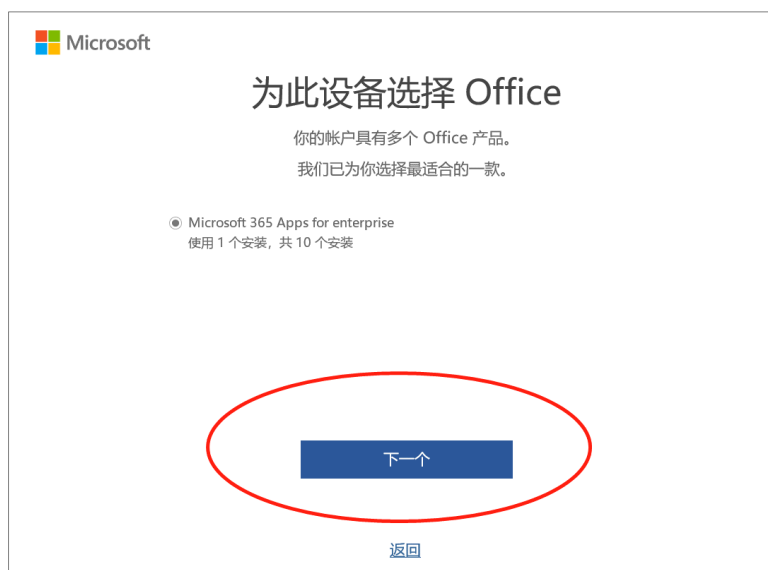 Microsoft
为此设备选择 Office
你的帐户具有多个 Office 产品。
我们已为你选择最适合的一款。
Microsoft 365 Apps for enterprise
使用 1 个安装，共 10 个安装
下一个
返回